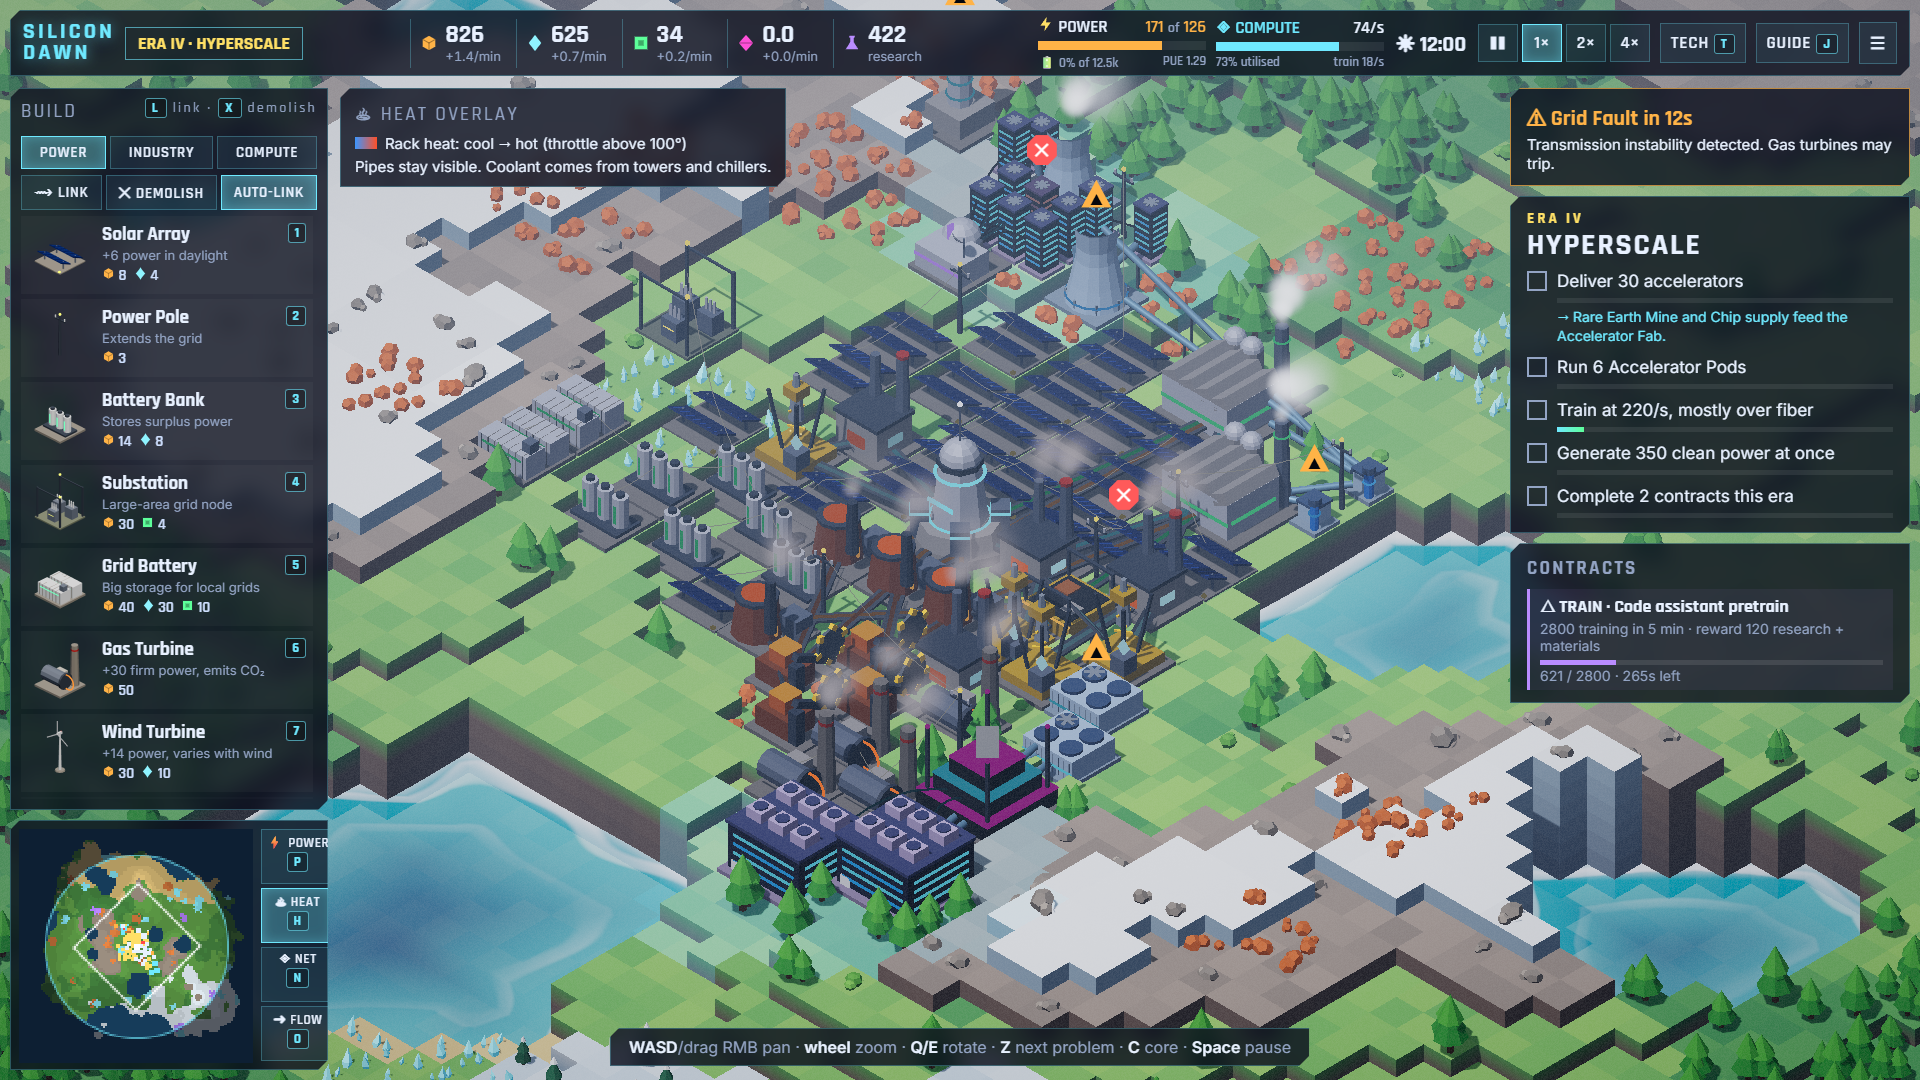 SILICON
DAWN
ERA IV · HYPERSCALE
826
+1.4/min
625
+0.7/min
34
+0.2/min
0.0
+0.0/min
422
research
POWER 171 of 126
0% of 12.5k PUE 1.29
COMPUTE 74/s
73% utilised train 18/s
12:00
1×
2×
4×
TECH T
GUIDE J
BUILD L link · X demolish
POWER INDUSTRY COMPUTE
LINK DEMOLISH AUTO-LINK
Solar Array 1
+6 power in daylight
8 4
Power Pole 2
Extends the grid
3
Battery Bank 3
Stores surplus power
14 8
Substation 4
Large-area grid node
30 4
Grid Battery 5
Big storage for local grids
40 30 10
Gas Turbine 6
+30 firm power, emits CO₂
50
Wind Turbine 7
+14 power, varies with wind
30 10
POWER
P
HEAT
H
NET
N
FLOW
O
HEAT OVERLAY
Rack heat: cool → hot (throttle above 100°)
Pipes stay visible. Coolant comes from towers and chillers.
Grid Fault in 12s
Transmission instability detected. Gas turbines may
trip.
ERA IV
HYPERSCALE
Deliver 30 accelerators
→ Rare Earth Mine and Chip supply feed the
Accelerator Fab.
Run 6 Accelerator Pods
Train at 220/s, mostly over fiber
Generate 350 clean power at once
Complete 2 contracts this era
CONTRACTS
TRAIN · Code assistant pretrain
2800 training in 5 min · reward 120 research +
materials
621 / 2800 · 265s left
WASD/drag RMB pan · wheel zoom · Q/E rotate · Z next problem · C core · Space pause